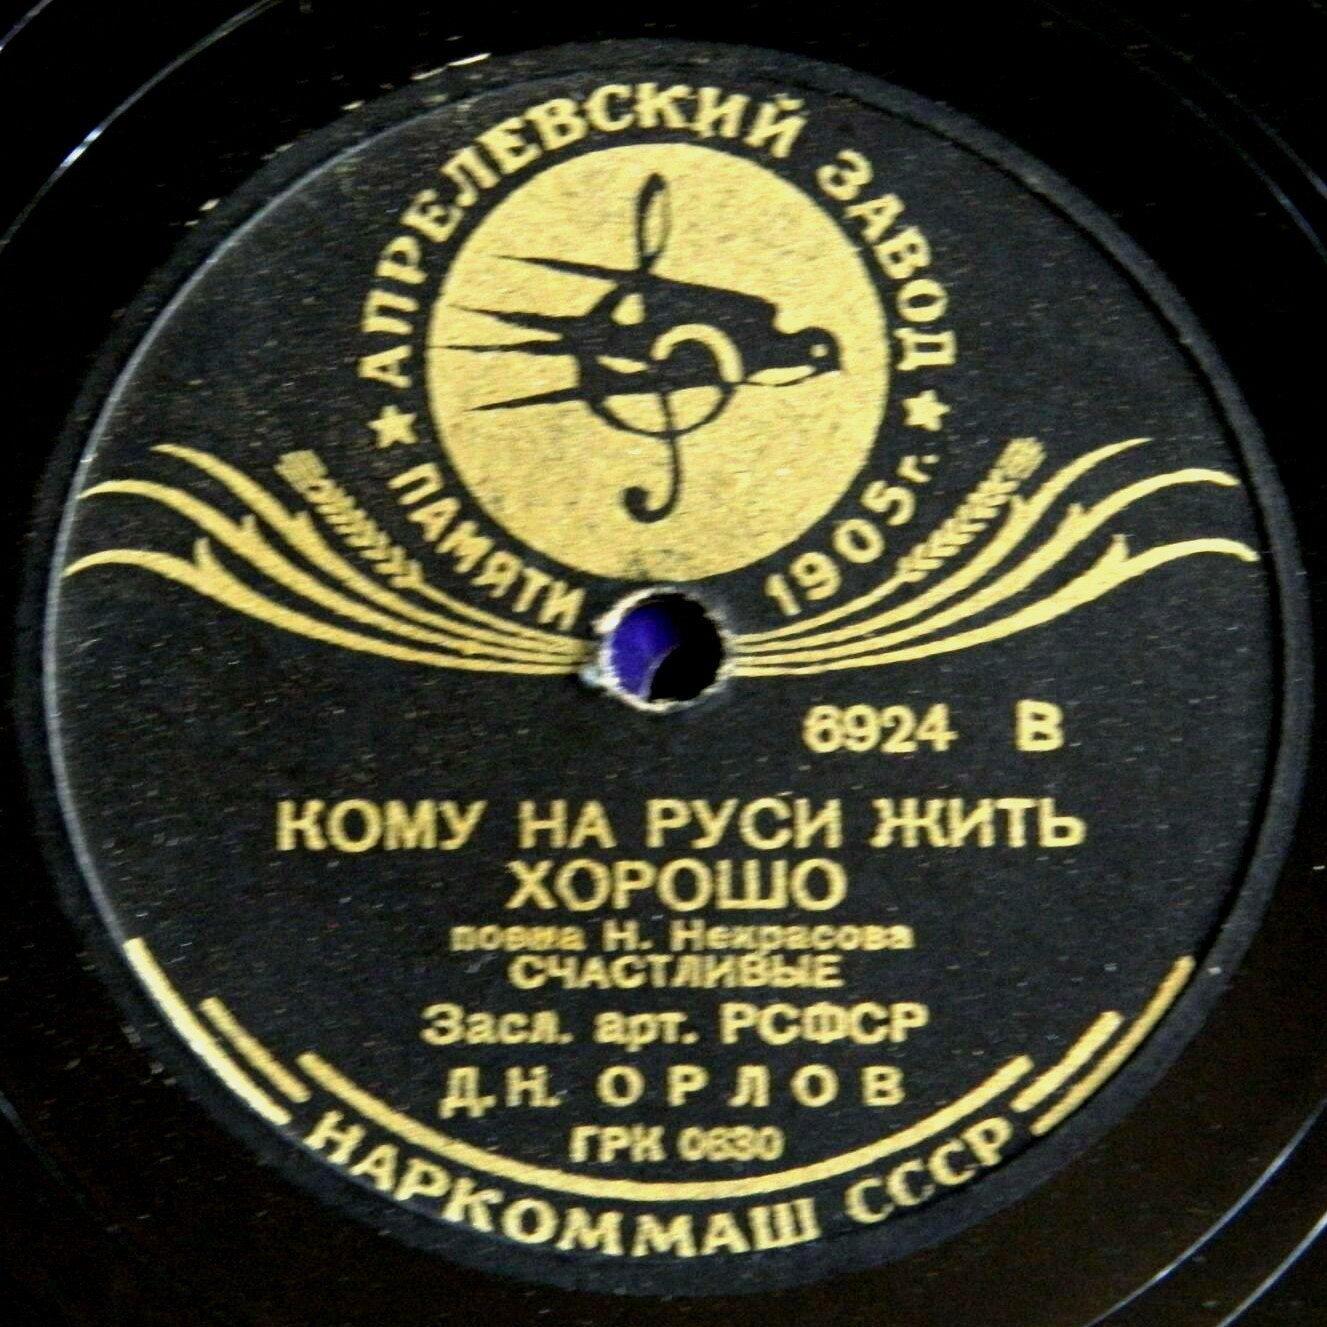 АПРЕЛЕВСКИЙ ЗАВОД
ПАМЯТИ 1905 г.
6924 В
КОМУ НА РУСИ ЖИТЬ
ХОРОШО
поэма Н. Некрасова
СЧАСТЛИВЫЕ
Засл. арт. РСФСР
Д.Н. ОРЛОВ
ГРК 0630
НАРКОММАШ СССР